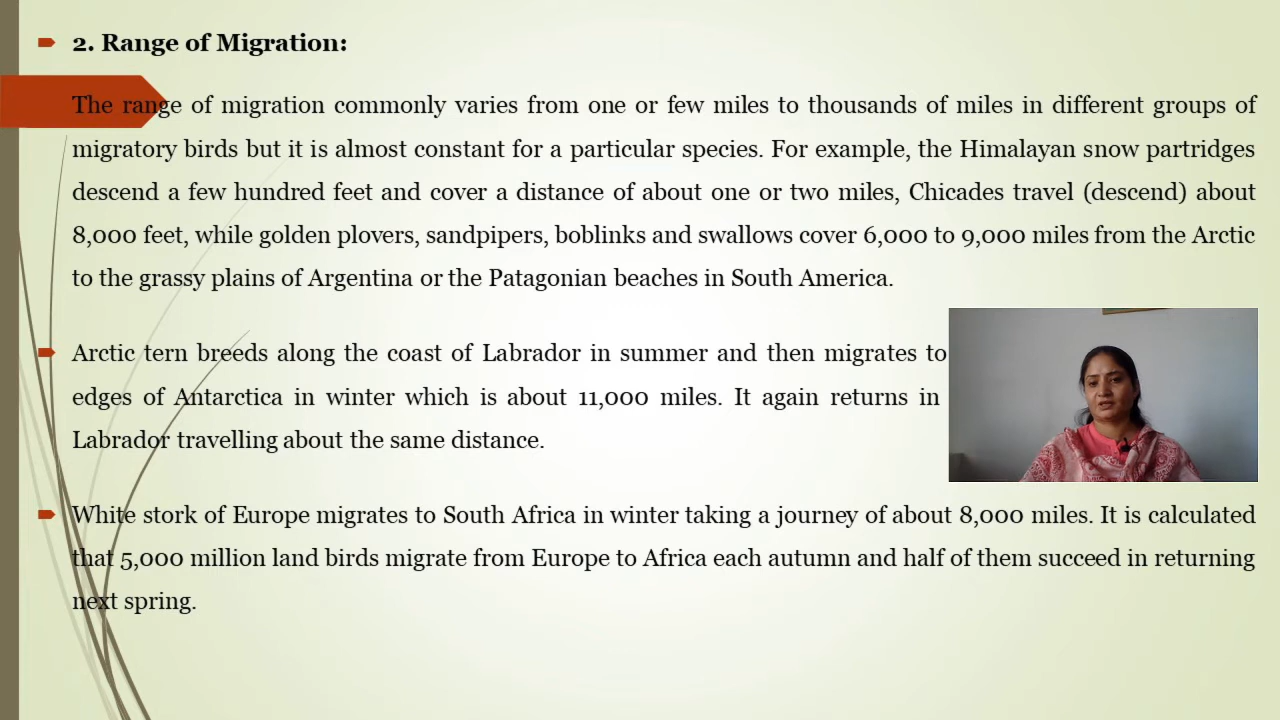 2. Range of Migration:
The range of migration commonly varies from one or few miles to thousands of miles in different groups of
migratory birds but it is almost constant for a particular species. For example, the Himalayan snow partridges
descend a few hundred feet and cover a distance of about one or two miles, Chicades travel (descend) about
8,000 feet, while golden plovers, sandpipers, boblinks and swallows cover 6,000 to 9,000 miles from the Arctic
to the grassy plains of Argentina or the Patagonian beaches in South America.
Arctic tern breeds along the coast of Labrador in summer and then migrates to
edges of Antarctica in winter which is about 11,000 miles. It again returns in
Labrador travelling about the same distance.
White stork of Europe migrates to South Africa in winter taking a journey of about 8,000 miles. It is calculated
that 5,000 million land birds migrate from Europe to Africa each autumn and half of them succeed in returning
next spring.